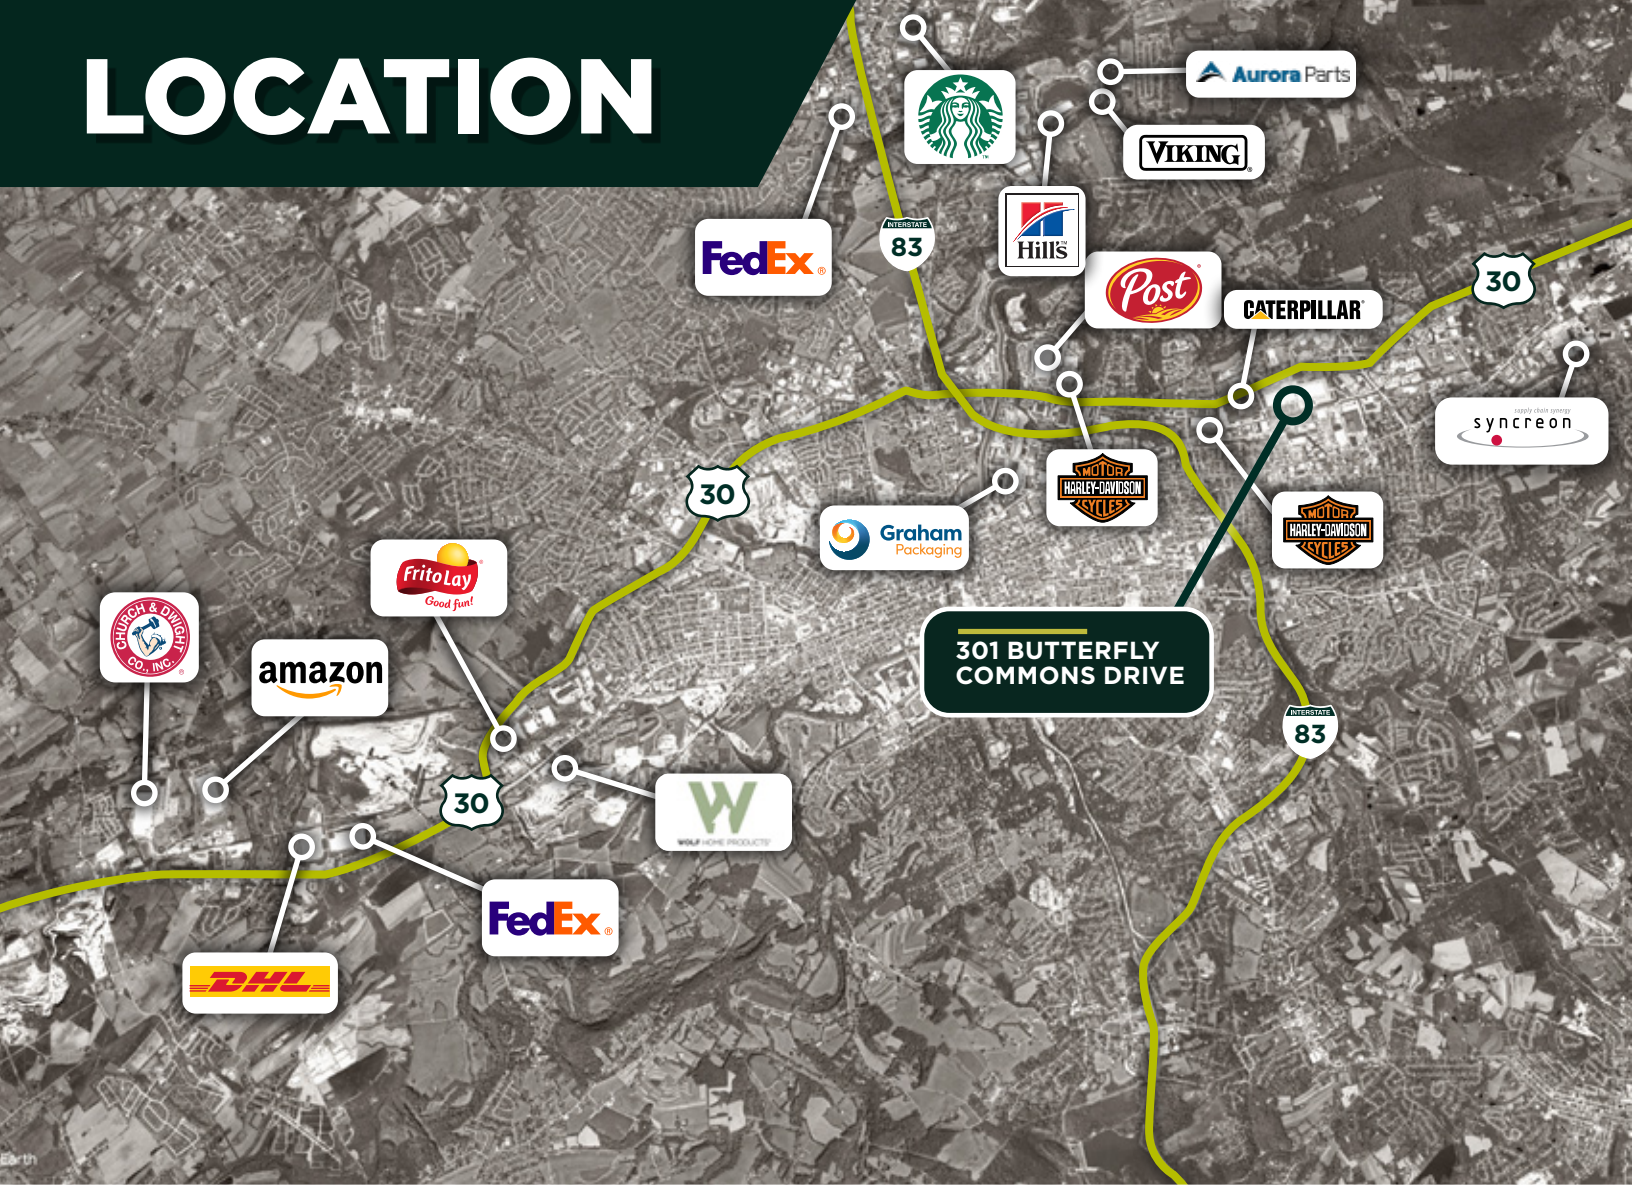 LOCATION
Aurora Parts
VIKING
INTERSTATE
83
FedEx
Hill's
Post
CATERPILLAR
30
supply chain synergy
syncreon
30
MOTOR
HARLEY-DAVIDSON
CYCLES
MOTOR
HARLEY-DAVIDSON
CYCLES
Graham
Packaging
Frito Lay
Good fun!
CHURCH & DWIGHT
CO., INC.
amazon
301 BUTTERFLY
COMMONS DRIVE
INTERSTATE
83
30
W
WOLF HOME PRODUCTS
FedEx
DHL
Earth